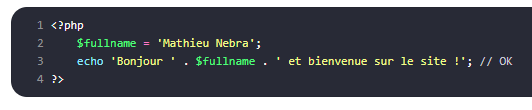 1 <?php
2     $fullname = 'Mathieu Nebra';
3     echo 'Bonjour ' . $fullname . ' et bienvenue sur le site !'; // OK
4 ?>